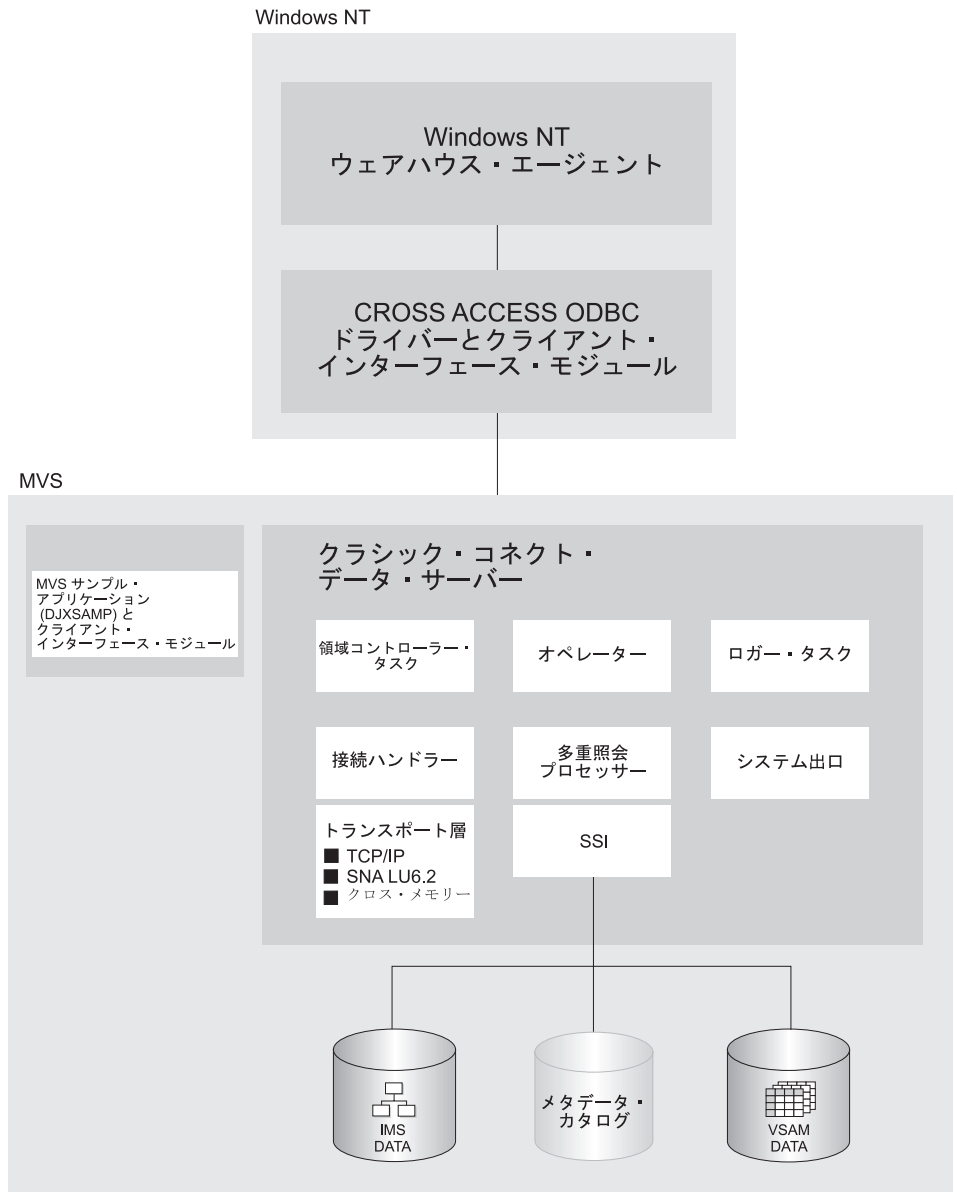 Windows NT
Windows NT
ウェアハウス・エージェント
CROSS ACCESS ODBC
ドライバーとクライアント・
インターフェース・モジュール
MVS
MVS サンプル・
アプリケーション
(DJXSAMP) と
クライアント・
インターフェース・モジュール
クラシック・コネクト・
データ・サーバー
領域コントローラー・
タスク
オペレーター
ロガー・タスク
接続ハンドラー
多重照会
プロセッサー
システム出口
トランスポート層
■ TCP/IP
■ SNA LU6.2
■ クロス・メモリー
SSI
IMS
DATA
メタデータ・
カタログ
VSAM
DATA